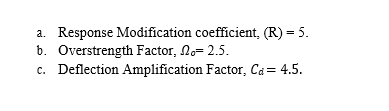 a. Response Modification coefficient, (R) = 5.
b. Overstrength Factor, Ωₒ= 2.5.
c. Deflection Amplification Factor, C𝑑= 4.5.